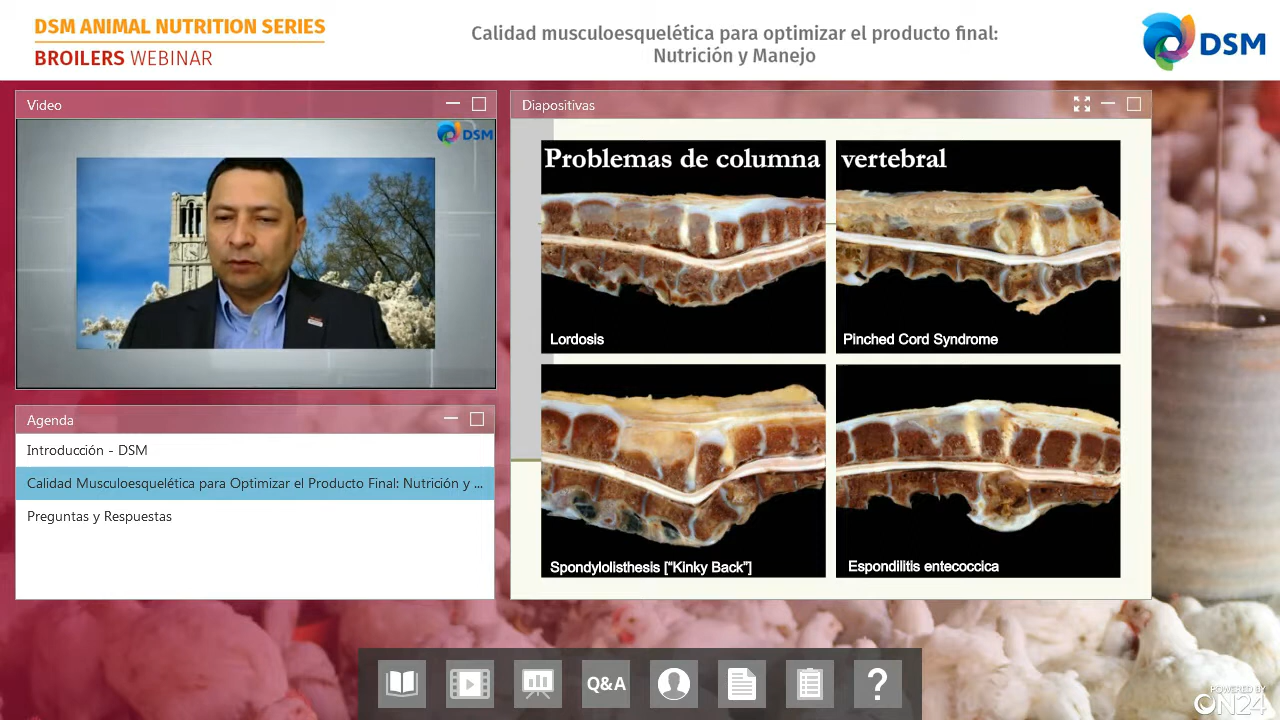 DSM ANIMAL NUTRITION SERIES
BROILERS WEBINAR
Calidad musculoesquelética para optimizar el producto final:
Nutrición y Manejo
DSM
Video
DSM
Agenda
Introducción - DSM
Calidad Musculoesquelética para Optimizar el Producto Final: Nutrición y ...
Preguntas y Respuestas
Diapositivas
Problemas de columna vertebral
Lordosis
Pinched Cord Syndrome
Spondylolisthesis ["Kinky Back"]
Espondilitis entecoccica
Q&A
?
POWERED BY
ON24